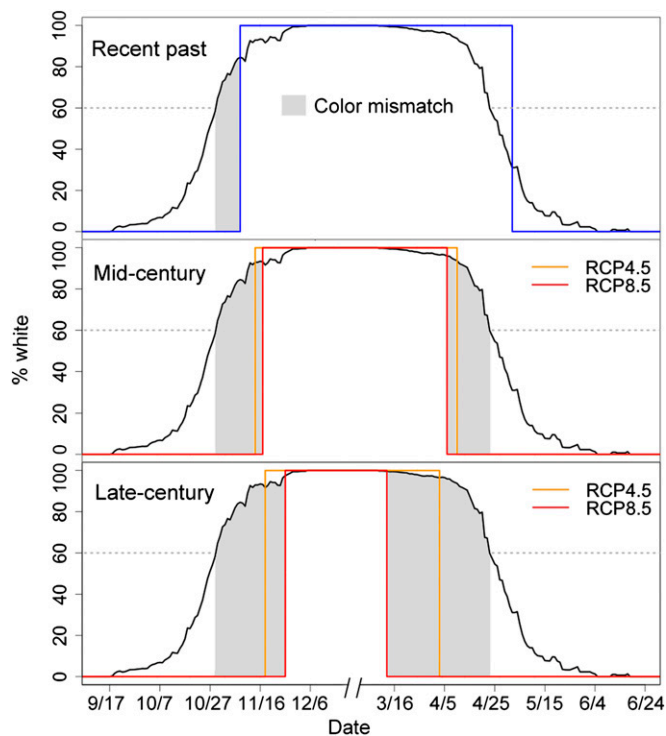 Recent past
Color mismatch
0 20 40 60 80 100
Mid-century
RCP4.5
RCP8.5
0 20 40 60 80 100
% white
Late-century
RCP4.5
RCP8.5
0 20 40 60 80 100
9/17 10/7 10/27 11/16 12/6 3/16 4/5 4/25 5/15 6/4 6/24
Date